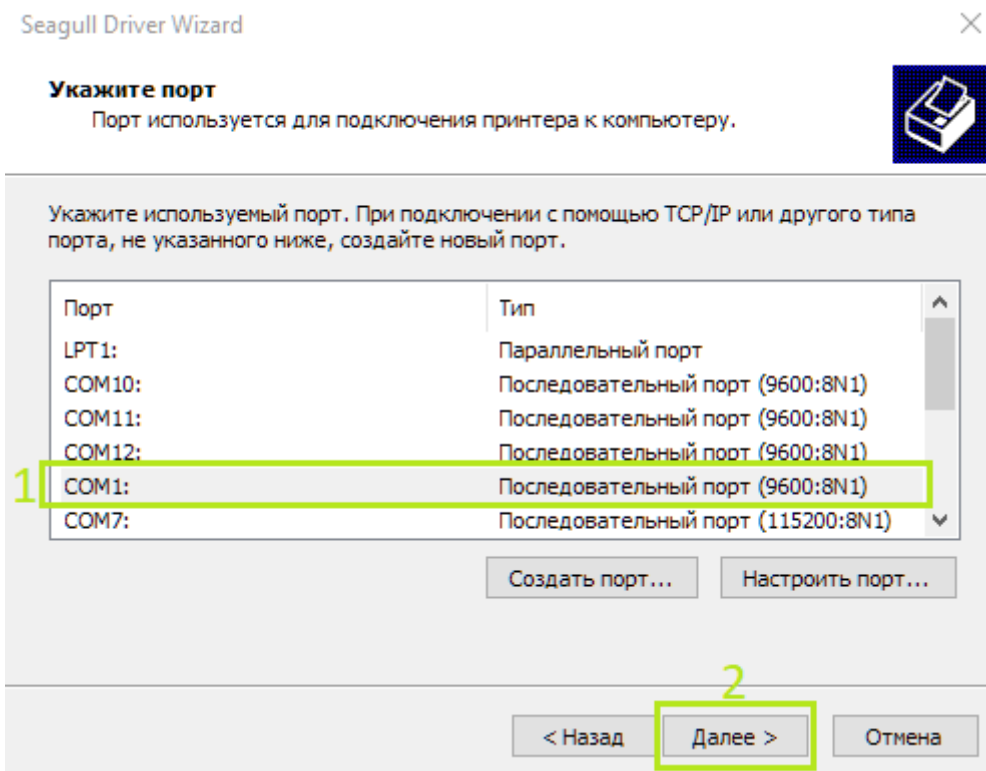 Seagull Driver Wizard
Укажите порт
Порт используется для подключения принтера к компьютеру.
Укажите используемый порт. При подключении с помощью TCP/IP или другого типа
порта, не указанного ниже, создайте новый порт.
Порт Тип
LPT1: Параллельный порт
COM10: Последовательный порт (9600:8N1)
COM11: Последовательный порт (9600:8N1)
COM12: Последовательный порт (9600:8N1)
1 COM1: Последовательный порт (9600:8N1)
COM7: Последовательный порт (115200:8N1)
Создать порт... Настроить порт...
2
< Назад Далее > Отмена